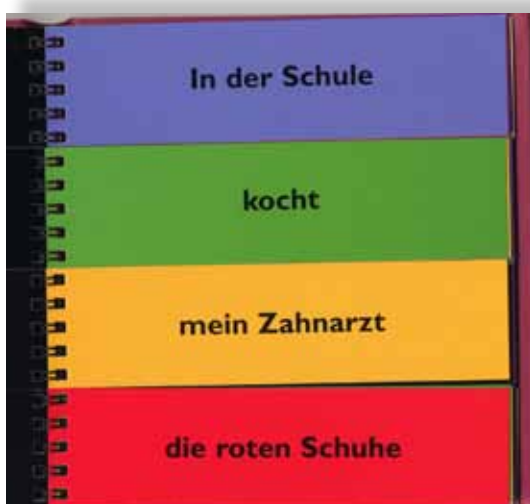 In der Schule
kocht
mein Zahnarzt
die roten Schuhe